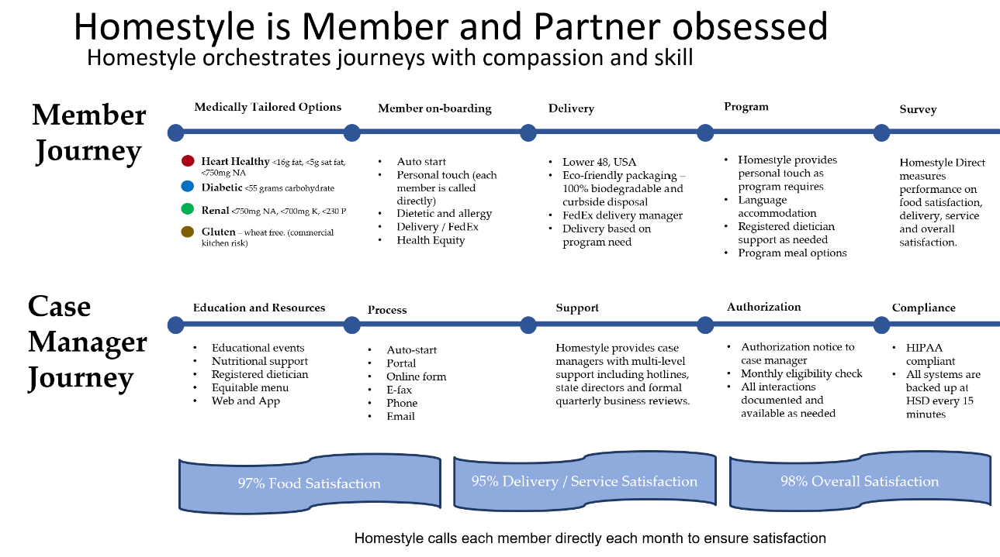 Homestyle is Member and Partner obsessed
Homestyle orchestrates journeys with compassion and skill
Member
Journey
Medically Tailored Options
Heart Healthy <16g fat, <5g sat fat,
<750mg NA
Diabetic <55 grams carbohydrate
Renal <750mg NA, <700mg K, <230 P
Gluten – wheat free. (commercial
kitchen risk)
Member on-boarding
• Auto start
• Personal touch (each
member is called
directly)
• Dietetic and allergy
• Delivery / FedEx
• Health Equity
Delivery
• Lower 48, USA
• Eco-friendly packaging –
100% biodegradable and
curbside disposal
• FedEx delivery manager
• Delivery based on
program need
Program
• Homestyle provides
personal touch as
program requires
• Language
accommodation
• Registered dietician
support as needed
• Program meal options
Survey
Homestyle Direct
measures
performance on
food satisfaction,
delivery, service
and overall
satisfaction.
Case
Manager
Journey
Education and Resources
• Educational events
• Nutritional support
• Registered dietician
• Equitable menu
• Web and App
Process
• Auto-start
• Portal
• Online form
• E-fax
• Phone
• Email
Support
Homestyle provides case
managers with multi-level
support including hotlines,
state directors and formal
quarterly business reviews.
Authorization
• Authorization notice to
case manager
• Monthly eligibility check
• All interactions
documented and
available as needed
Compliance
• HIPAA
compliant
• All systems are
backed up at
HSD every 15
minutes
97% Food Satisfaction
95% Delivery / Service Satisfaction
98% Overall Satisfaction
Homestyle calls each member directly each month to ensure satisfaction